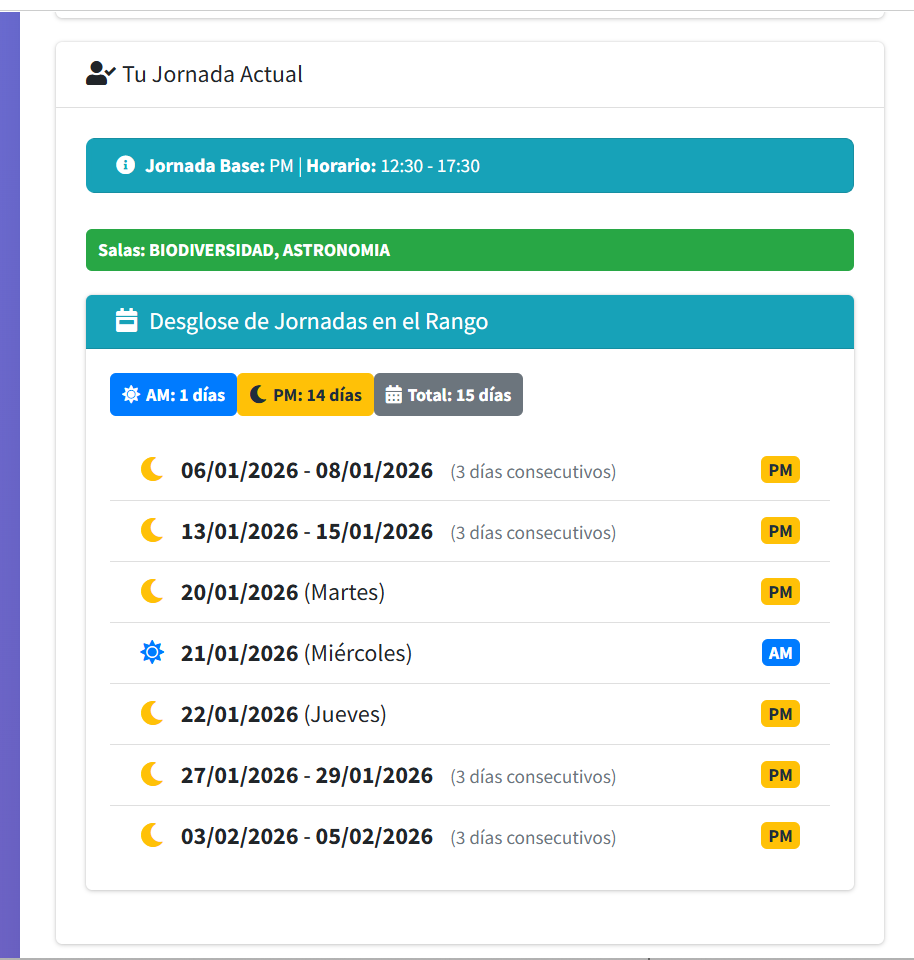 Tu Jornada Actual
Jornada Base: PM | Horario: 12:30 - 17:30
Salas: BIODIVERSIDAD, ASTRONOMIA
Desglose de Jornadas en el Rango
AM: 1 días PM: 14 días Total: 15 días
06/01/2026 - 08/01/2026 (3 días consecutivos) PM
13/01/2026 - 15/01/2026 (3 días consecutivos) PM
20/01/2026 (Martes) PM
21/01/2026 (Miércoles) AM
22/01/2026 (Jueves) PM
27/01/2026 - 29/01/2026 (3 días consecutivos) PM
03/02/2026 - 05/02/2026 (3 días consecutivos) PM